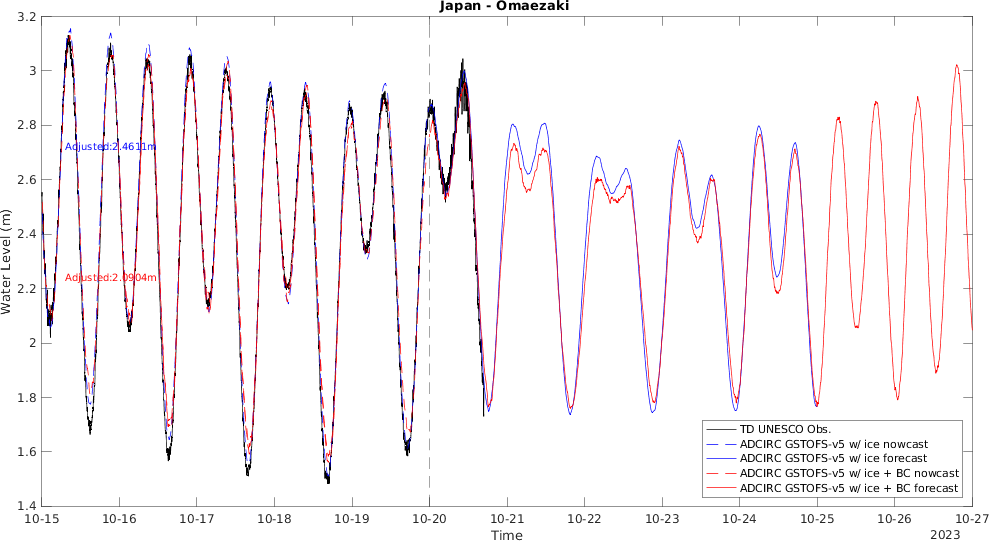 Japan - Omaezaki
3.2
3
2.8
2.6
2.4
2.2
2
1.8
1.6
1.4
Water Level (m)
Adjusted:2.4611m
Adjusted:2.0904m
TD UNESCO Obs.
ADCIRC GSTOFS-v5 w/ ice nowcast
ADCIRC GSTOFS-v5 w/ ice forecast
ADCIRC GSTOFS-v5 w/ ice + BC nowcast
ADCIRC GSTOFS-v5 w/ ice + BC forecast
10-15 10-16 10-17 10-18 10-19 10-20 10-21 10-22 10-23 10-24 10-25 10-26 10-27
Time
2023